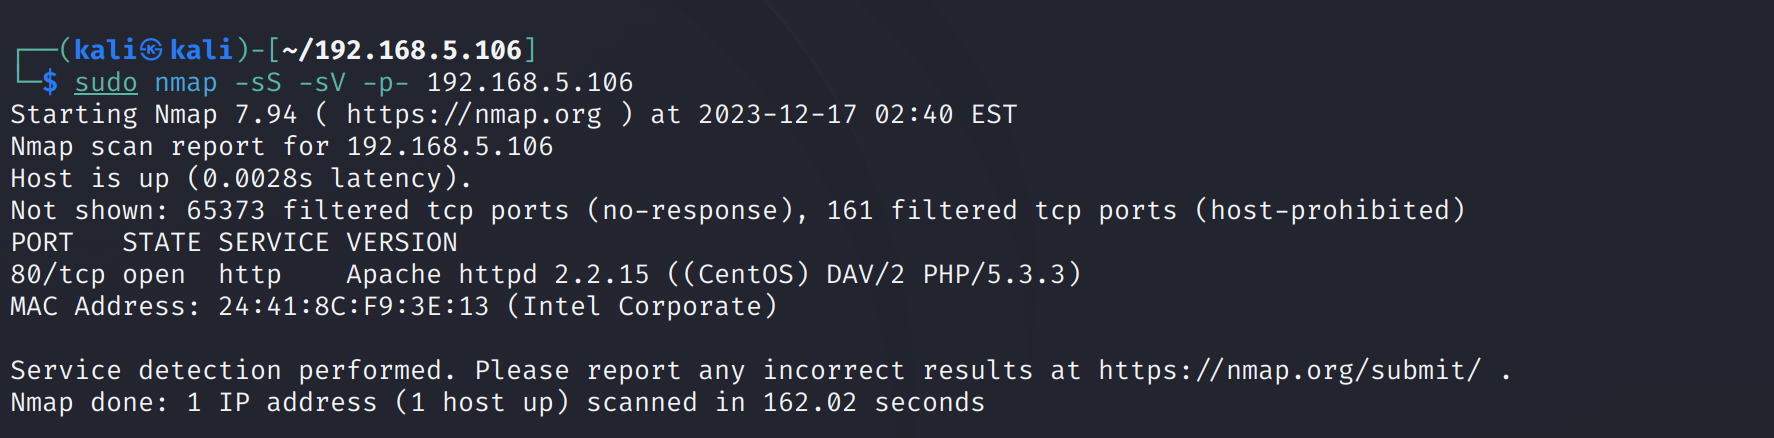 ┌──(kali㉿kali)-[~/192.168.5.106]
└─$ sudo nmap -sS -sV -p- 192.168.5.106
Starting Nmap 7.94 ( https://nmap.org ) at 2023-12-17 02:40 EST
Nmap scan report for 192.168.5.106
Host is up (0.0028s latency).
Not shown: 65373 filtered tcp ports (no-response), 161 filtered tcp ports (host-prohibited)
PORT   STATE SERVICE VERSION
80/tcp open  http    Apache httpd 2.2.15 ((CentOS) DAV/2 PHP/5.3.3)
MAC Address: 24:41:8C:F9:3E:13 (Intel Corporate)
Service detection performed. Please report any incorrect results at https://nmap.org/submit/ .
Nmap done: 1 IP address (1 host up) scanned in 162.02 seconds